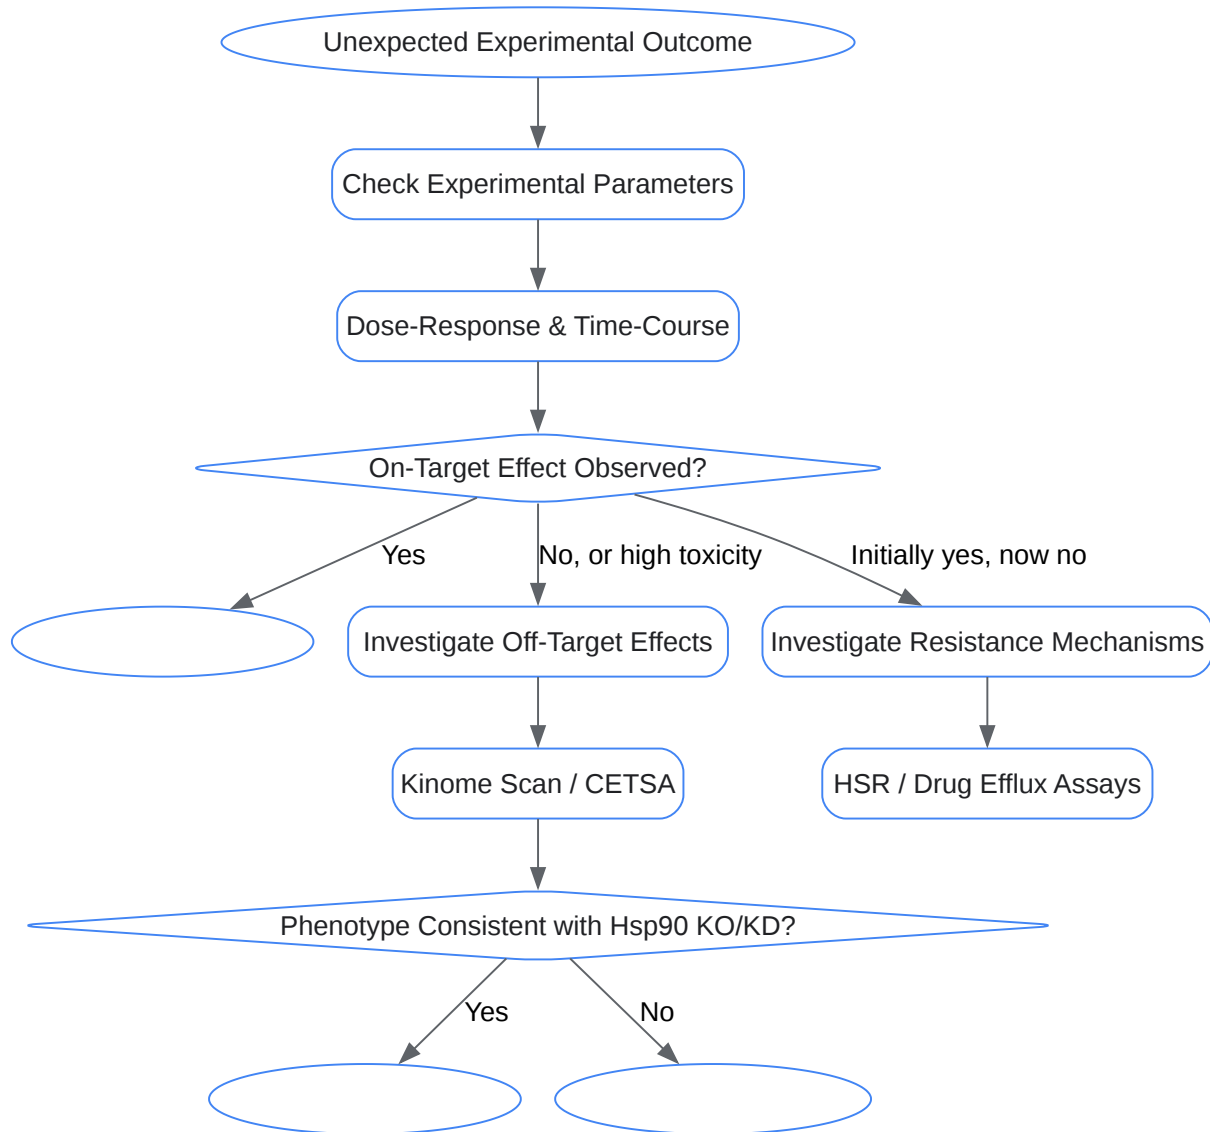 Unexpected Experimental Outcome
Check Experimental Parameters
Dose-Response & Time-Course
On-Target Effect Observed?
Yes
No, or high toxicity
Initially yes, now no
Investigate Off-Target Effects
Investigate Resistance Mechanisms
Kinome Scan / CETSA
HSR / Drug Efflux Assays
Phenotype Consistent with Hsp90 KO/KD?
Yes
No